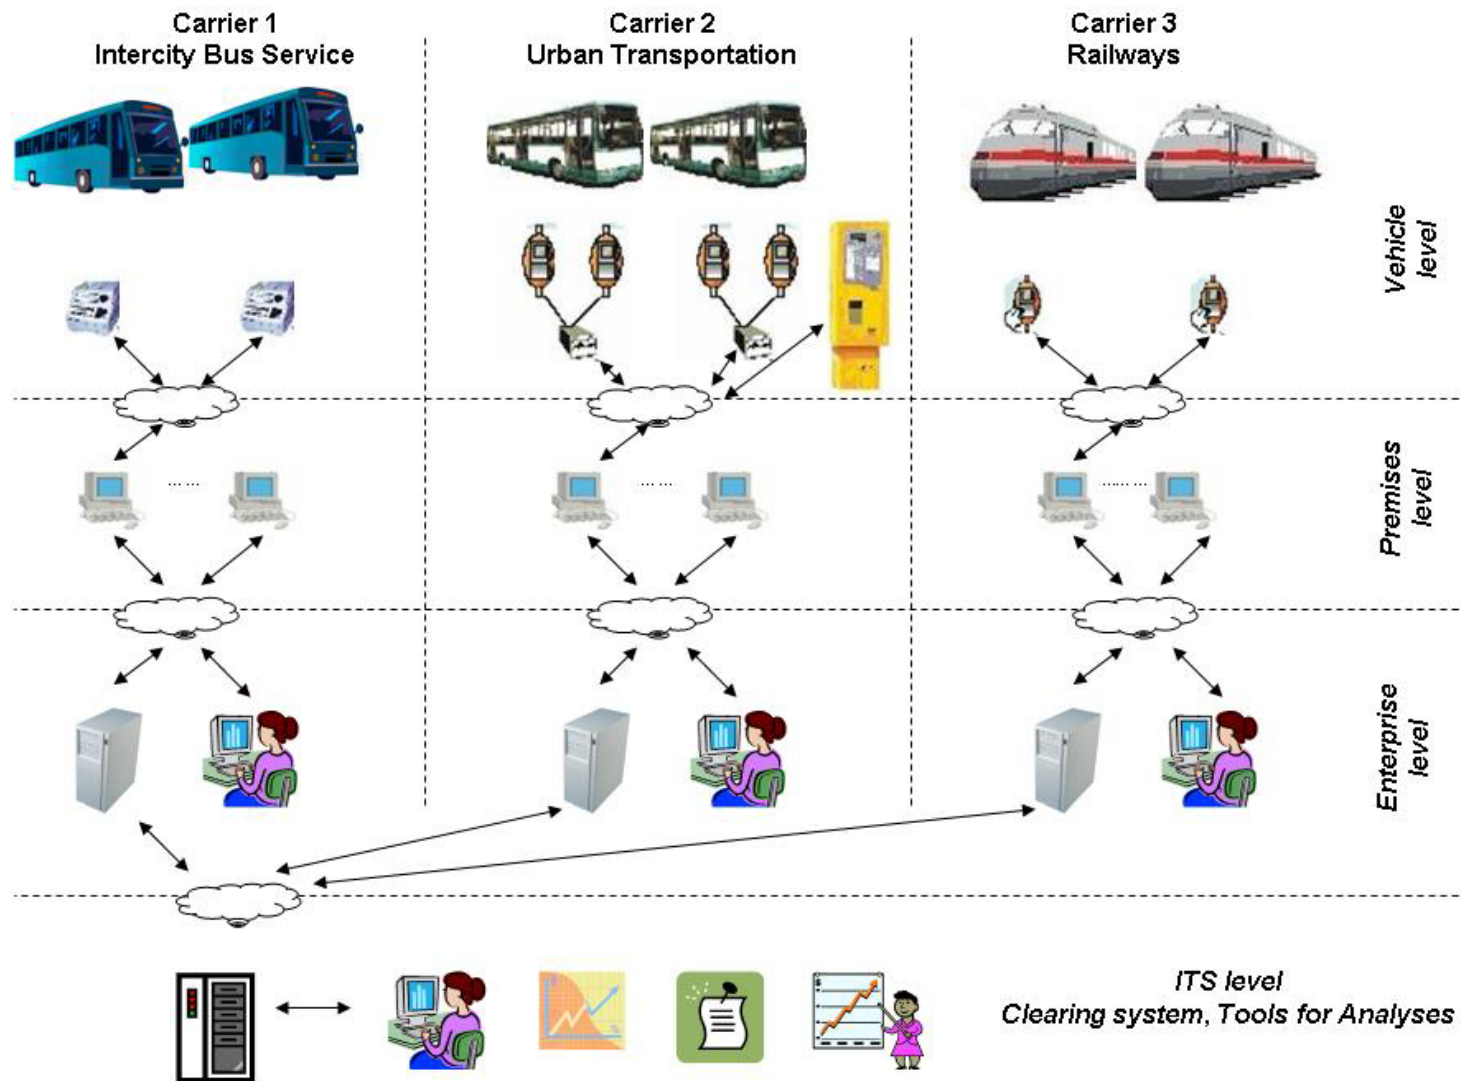 Carrier 1
Intercity Bus Service
Carrier 2
Urban Transportation
Carrier 3
Railways
Vehicle
level
... ...
... ...
...... ...
Premises
level
Enterprise
level
ITS level
Clearing system, Tools for Analyses